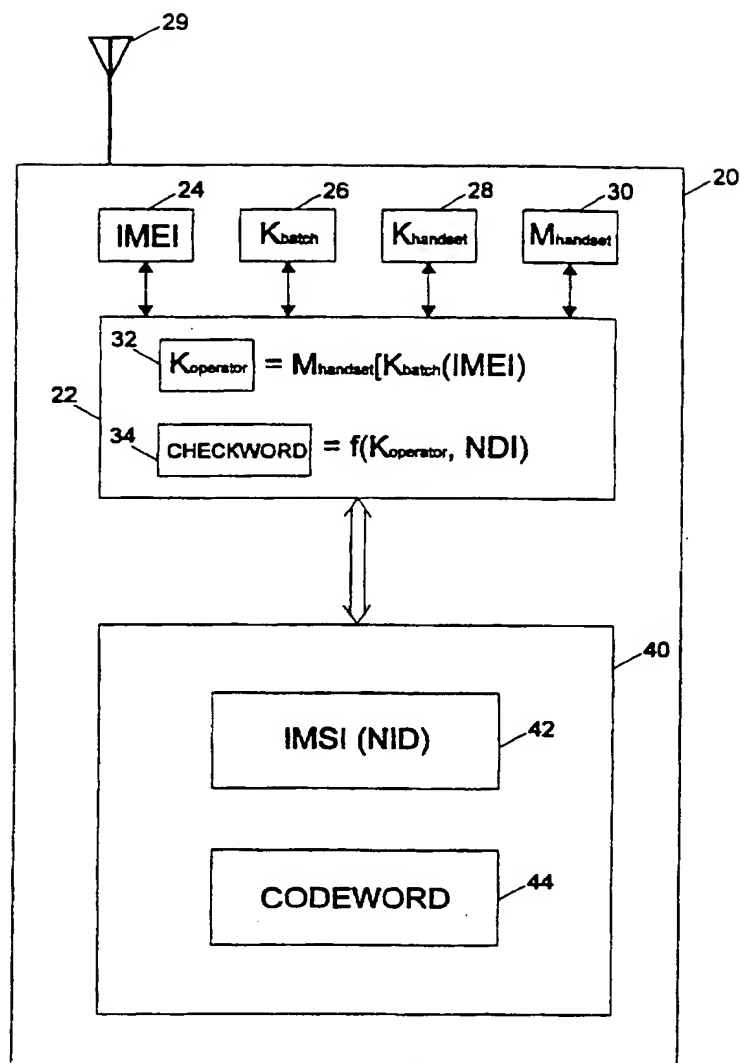 29
20
24 26 28 30
IMEI Kbatch Khandset Mhandset
32
Koperator = Mhandset[Kbatch(IMEI)
22
34
CHECKWORD = f(Koperator, NDI)
40
IMSI (NID)
42
CODEWORD
44